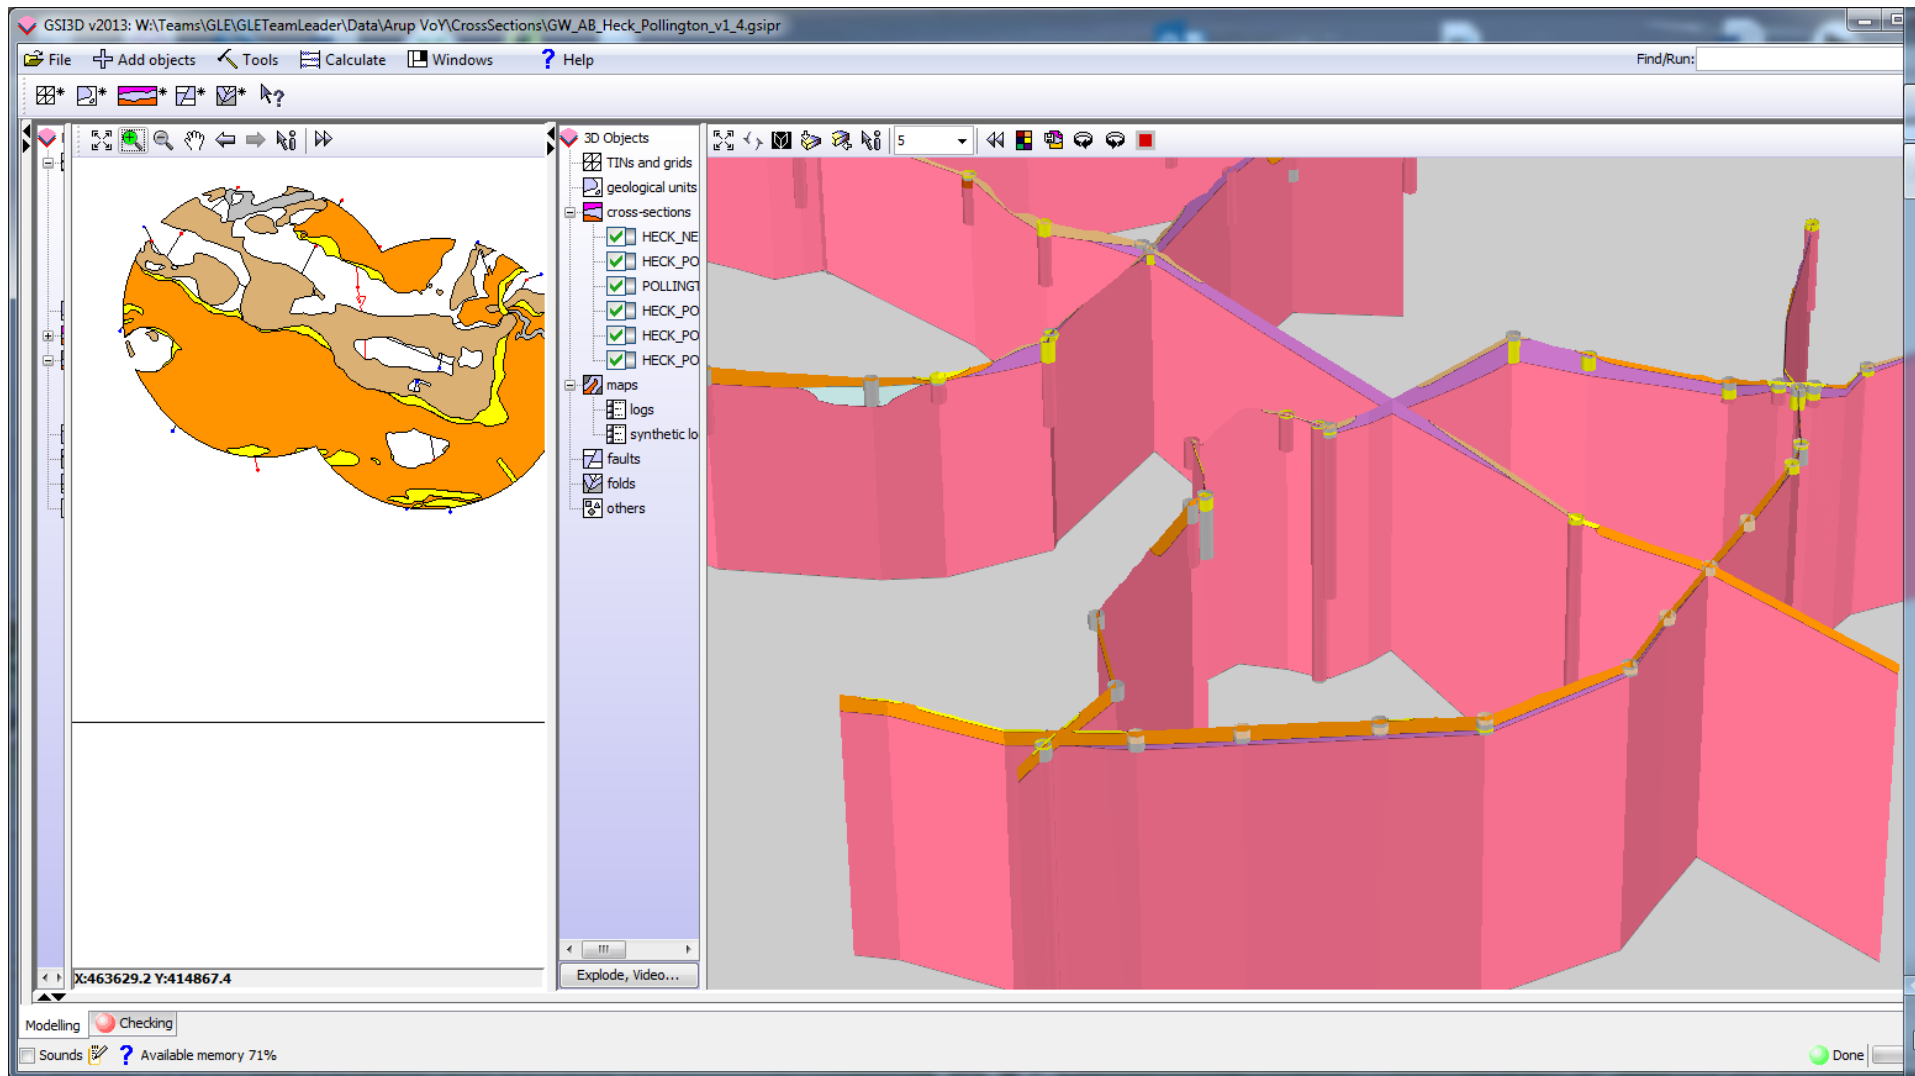 GSI3D v2013: W:\Teams\GLE\GLETeamLeader\Data\Arup VoY\CrossSections\GW_AB_Heck_Pollington_v1_4.gsipr
File Add objects Tools Calculate Windows ? Help Find/Run:
5
3D Objects
TINs and grids
geological units
cross-sections
HECK_NE
HECK_PO
POLLINGT
HECK_PO
HECK_PO
HECK_PO
maps
logs
synthetic lo
faults
folds
others
Explode, Video...
X:463629.2 Y:414867.4
Modelling Checking
Sounds ? Available memory 71% Done